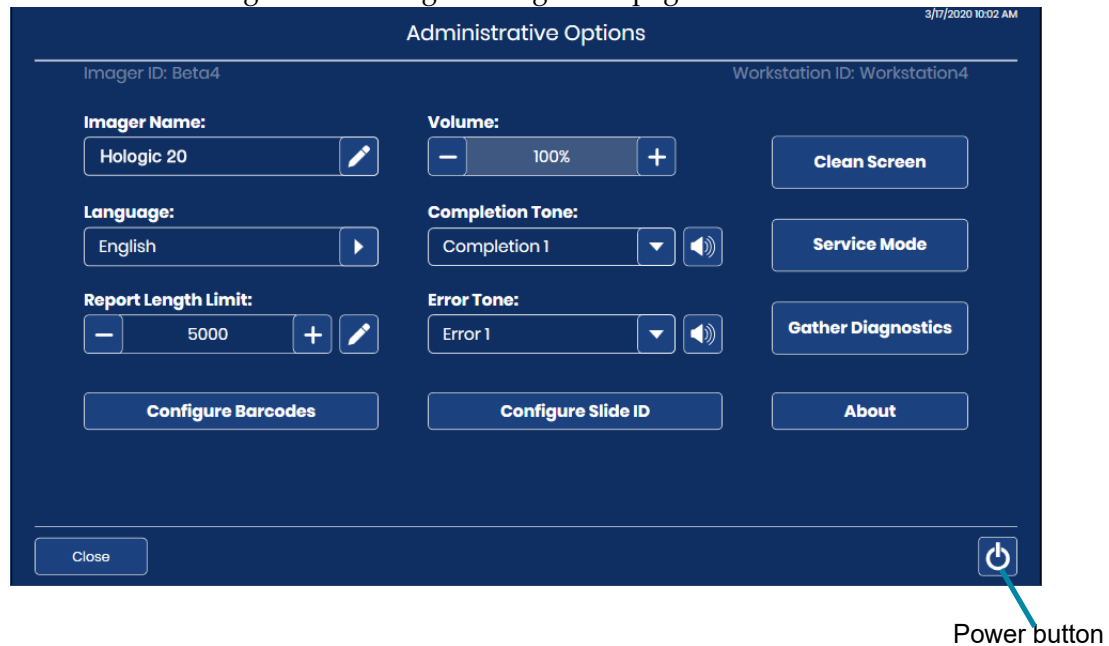 3/17/2020 10:02 AM
Administrative Options
Imager ID: Beta4
Workstation ID: Workstation4
Imager Name:
Volume:
Hologic 20
100%
Clean Screen
Language:
Completion Tone:
English
Completion 1
Service Mode
Report Length Limit:
Error Tone:
5000
Error 1
Gather Diagnostics
Configure Barcodes
Configure Slide ID
About
Close
Power button